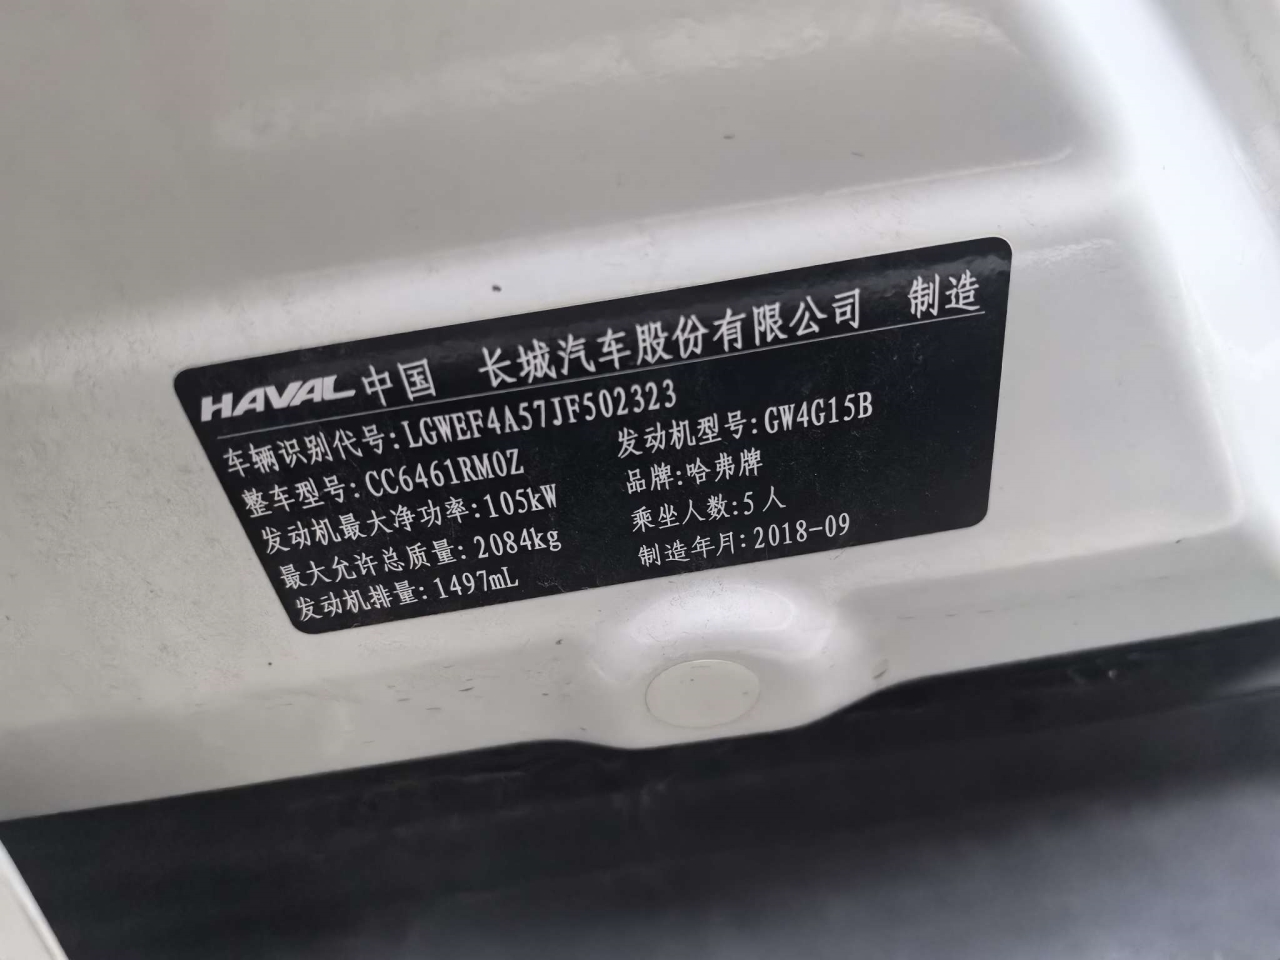 HAVAL 中国 长城汽车股份有限公司 制造
车辆识别代号:LGWEF4A57JF502323
整车型号:CC6461RM0Z 发动机型号:GW4G15B
发动机最大净功率:105kW 品牌:哈弗牌
最大允许总质量:2084kg 乘坐人数:5人
发动机排量:1497mL 制造年月:2018-09